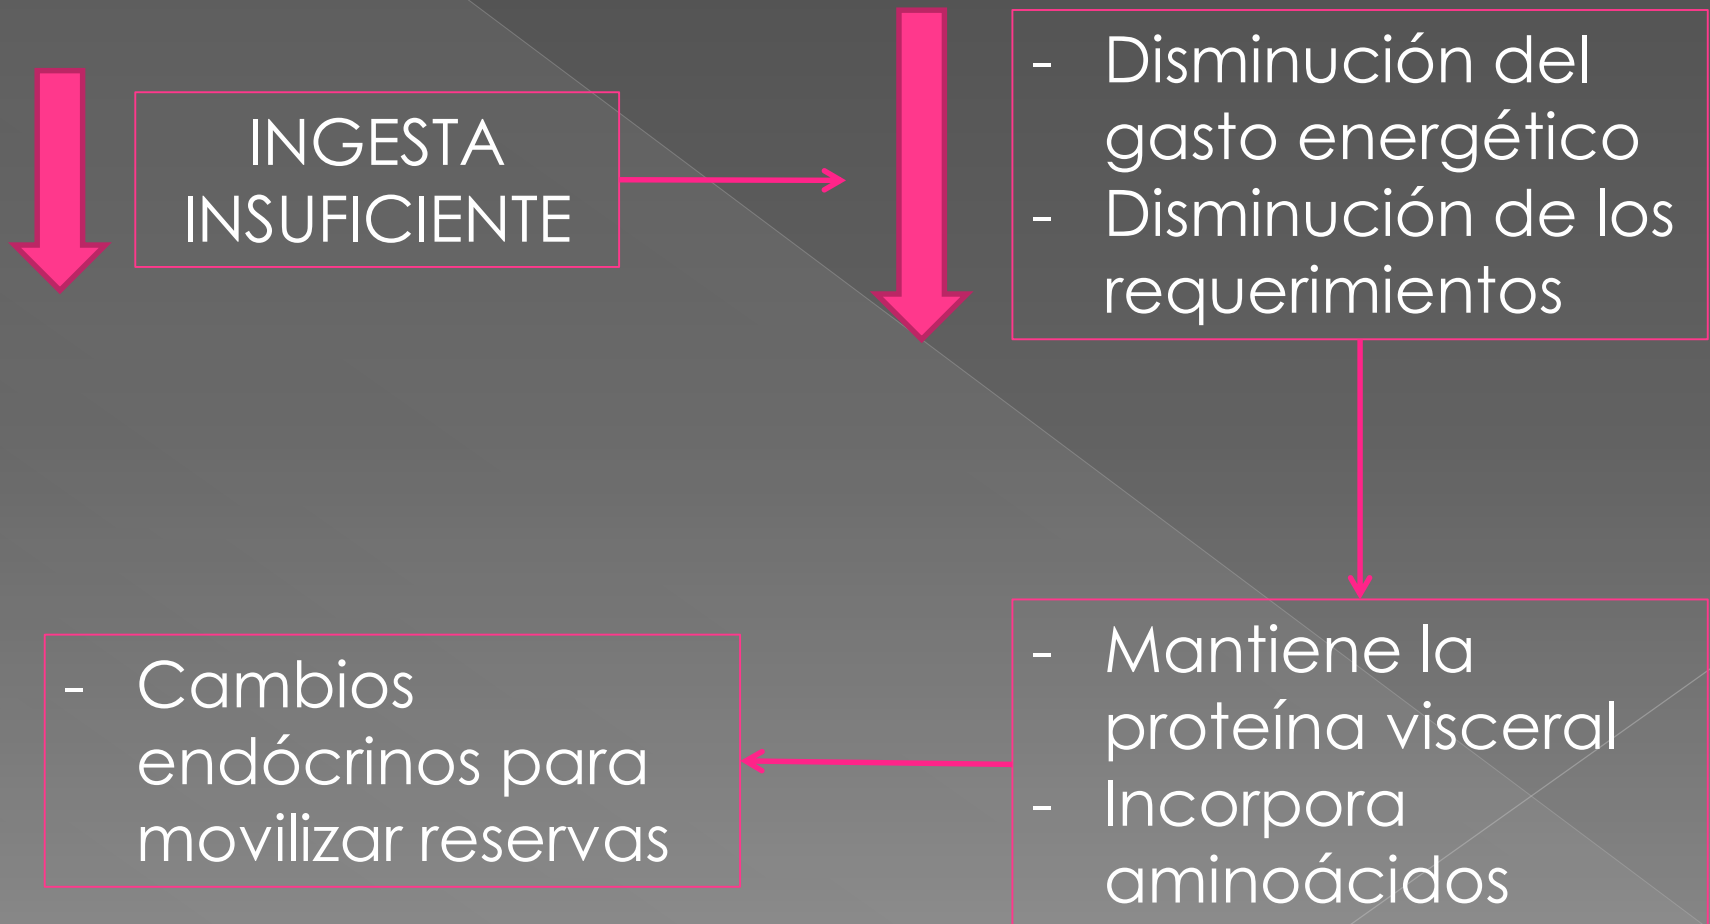 INGESTA
INSUFICIENTE
- Disminución del
gasto energético
- Disminución de los
requerimientos
- Mantiene la
proteína visceral
- Incorpora
aminoácidos
- Cambios
endócrinos para
movilizar reservas